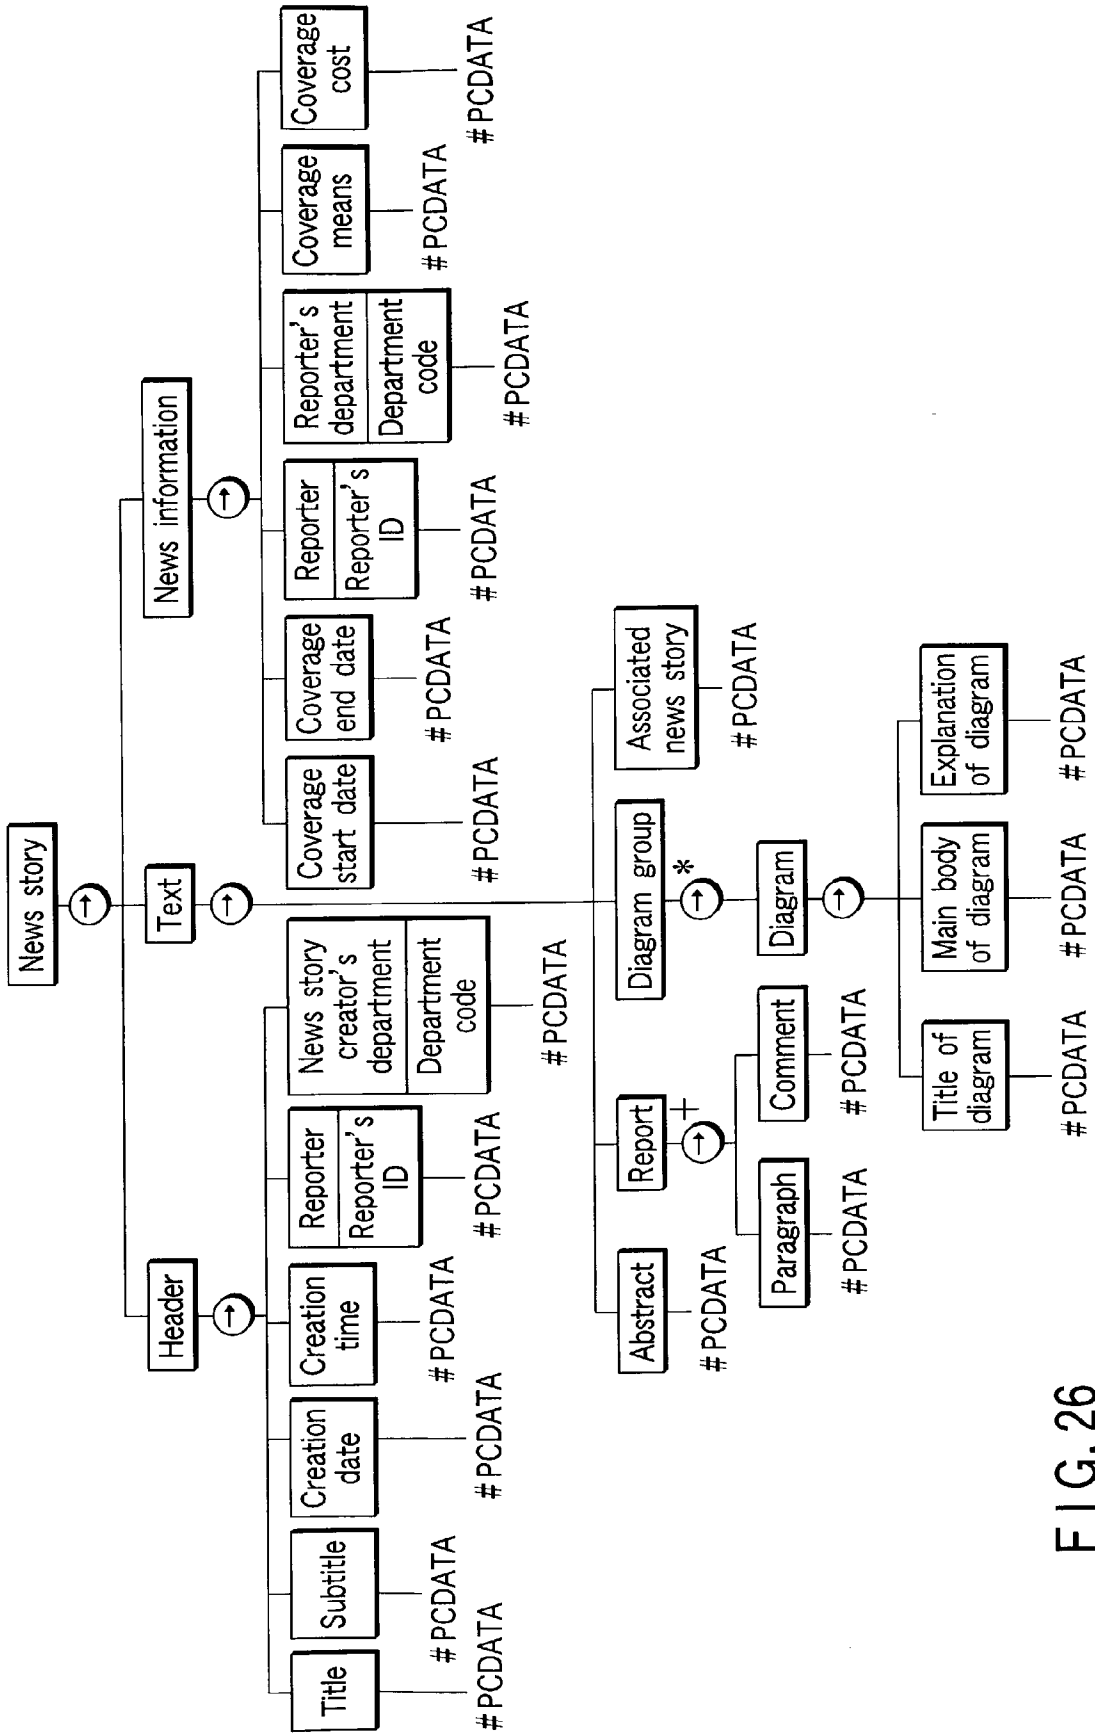 News story
Header
Text
News information
Title
Subtitle
Creation
date
Creation
time
Reporter
Reporter's
ID
News story
creator's
department
Department
code
#PCDATA
#PCDATA
#PCDATA
#PCDATA
#PCDATA
#PCDATA
Coverage
start date
Coverage
end date
Reporter
Reporter's
ID
Reporter's
department
Department
code
Coverage
means
Coverage
cost
#PCDATA
#PCDATA
#PCDATA
#PCDATA
#PCDATA
#PCDATA
Abstract
Report
Diagram group
Associated
news story
#PCDATA
+
*
#PCDATA
Paragraph
Comment
Diagram
#PCDATA
#PCDATA
Title of
diagram
Main body
of diagram
Explanation
of diagram
#PCDATA
#PCDATA
#PCDATA
FIG. 26